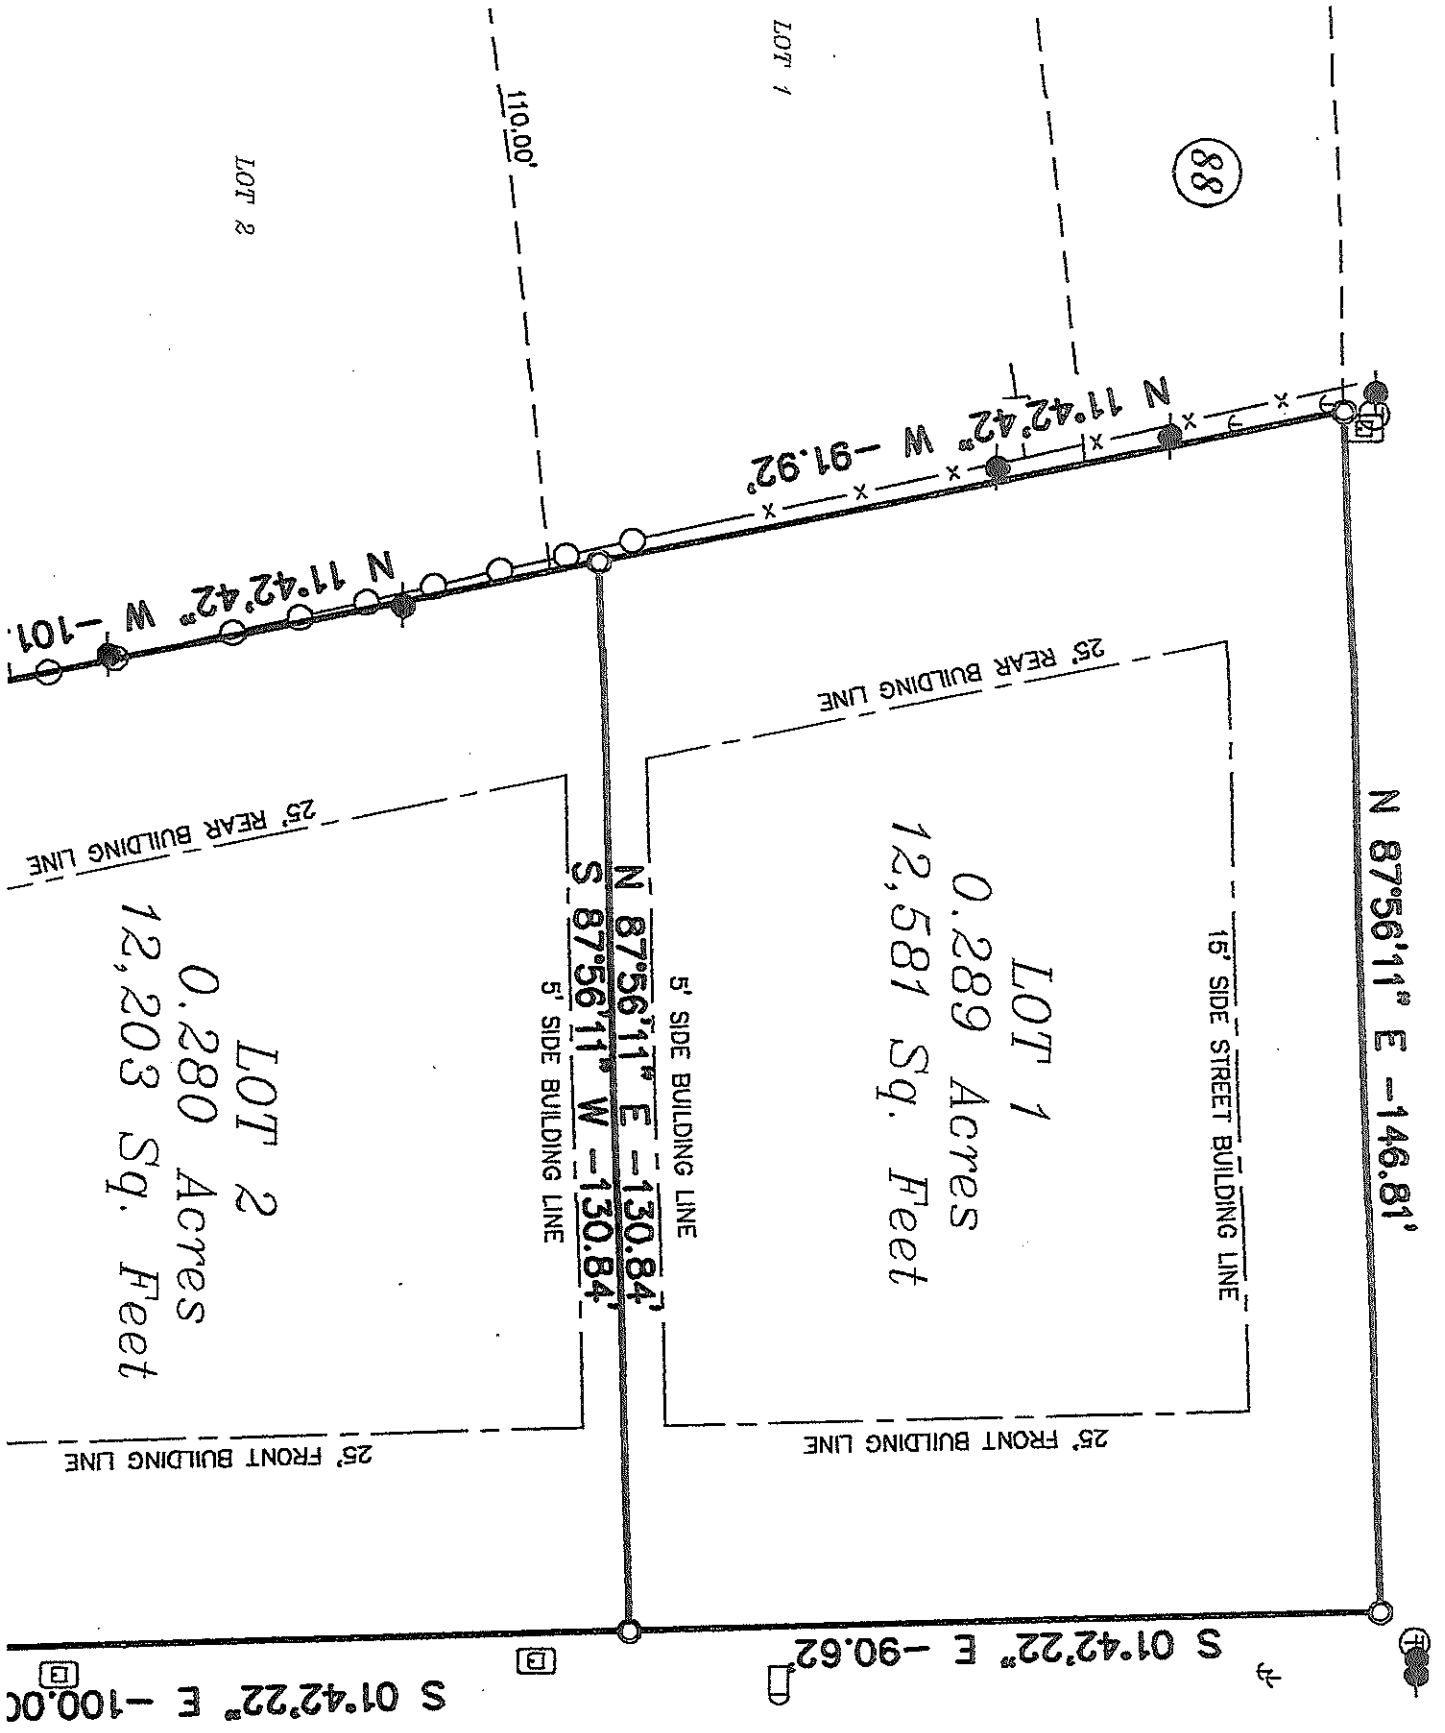 LOT 1
88
110.00'
LOT 2
N 11°42'42" W -91.92'
N 11°42'42" W -101.
N 87°56'11" E -146.81'
25' REAR BUILDING LINE
15' SIDE STREET BUILDING LINE
LOT 1
0.289 Acres
12,581 Sq. Feet
5' SIDE BUILDING LINE
N 87°56'11" E -130.84'
S 87°56'11" W -130.84'
5' SIDE BUILDING LINE
25' REAR BUILDING LINE
LOT 2
0.280 Acres
12,203 Sq. Feet
25' FRONT BUILDING LINE
25' FRONT BUILDING LINE
S 01°42'22" E -90.62'
S 01°42'22" E -100.00
E
E
T